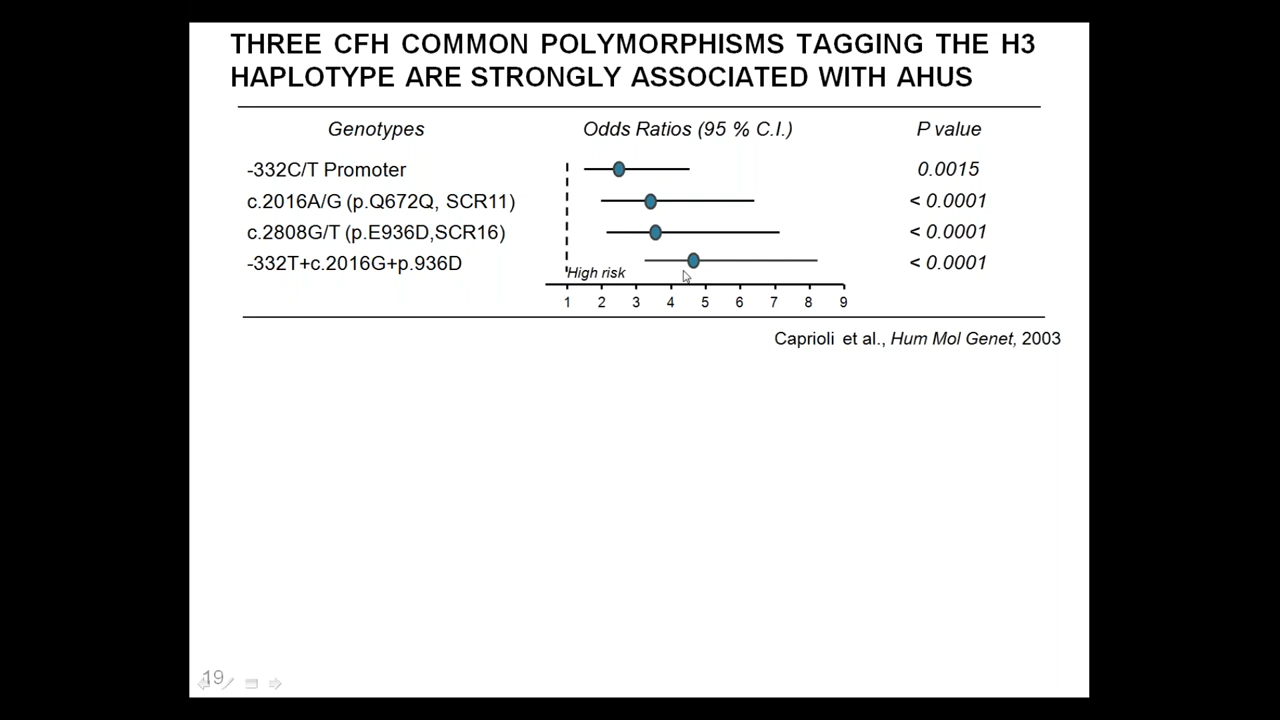 THREE CFH COMMON POLYMORPHISMS TAGGING THE H3
HAPLOTYPE ARE STRONGLY ASSOCIATED WITH AHUS
Genotypes Odds Ratios (95 % C.I.) P value
-332C/T Promoter 0.0015
c.2016A/G (p.Q672Q, SCR11) < 0.0001
c.2808G/T (p.E936D,SCR16) < 0.0001
-332T+c.2016G+p.936D < 0.0001
High risk
1 2 3 4 5 6 7 8 9
Caprioli et al., Hum Mol Genet, 2003
19